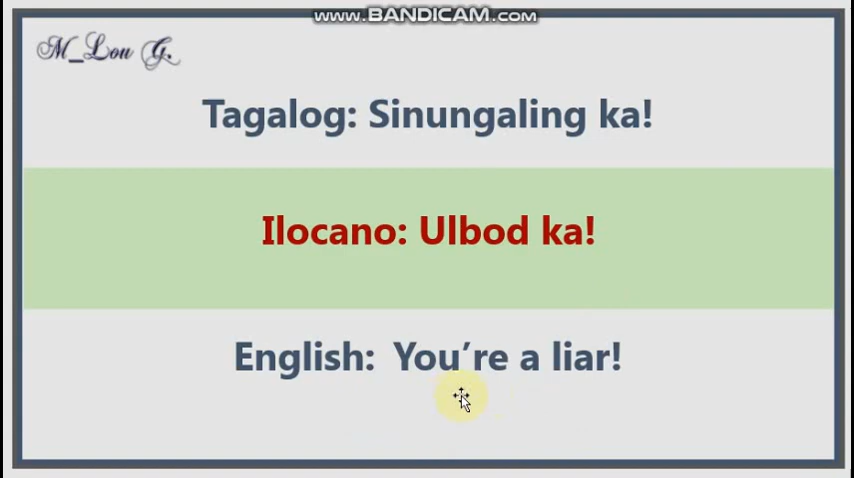 www.BANDICAM.com
M_Lou G.
Tagalog: Sinungaling ka!
Ilocano: Ulbod ka!
English: You’re a liar!